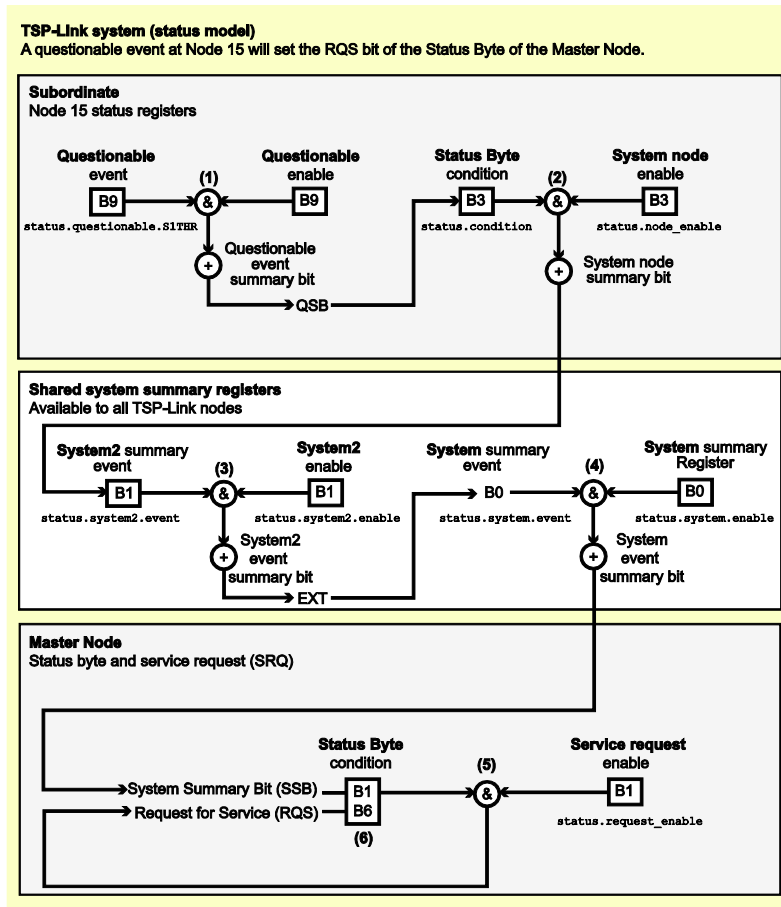 TSP-Link system (status model)
A questionable event at Node 15 will set the RQS bit of the Status Byte of the Master Node.
Subordinate
Node 15 status registers
Questionable
event
(1)
Questionable
enable
Status Byte
condition
(2)
System node
enable
B9
&
B9
B3
&
B3
status.questionable.S1THR
status.condition
status.node_enable
+
Questionable
event
summary bit
+
System node
summary bit
QSB
Shared system summary registers
Available to all TSP-Link nodes
System2 summary
event
(3)
System2
enable
System summary
event
(4)
System summary
Register
B1
&
B1
B0
&
B0
status.system2.event
status.system2.enable
status.system.event
status.system.enable
+
System2
event
summary bit
+
System
event
summary bit
EXT
Master Node
Status byte and service request (SRQ)
Status Byte
condition
(5)
Service request
enable
System Summary Bit (SSB)
B1
&
B1
Request for Service (RQS)
B6
status.request_enable
(6)